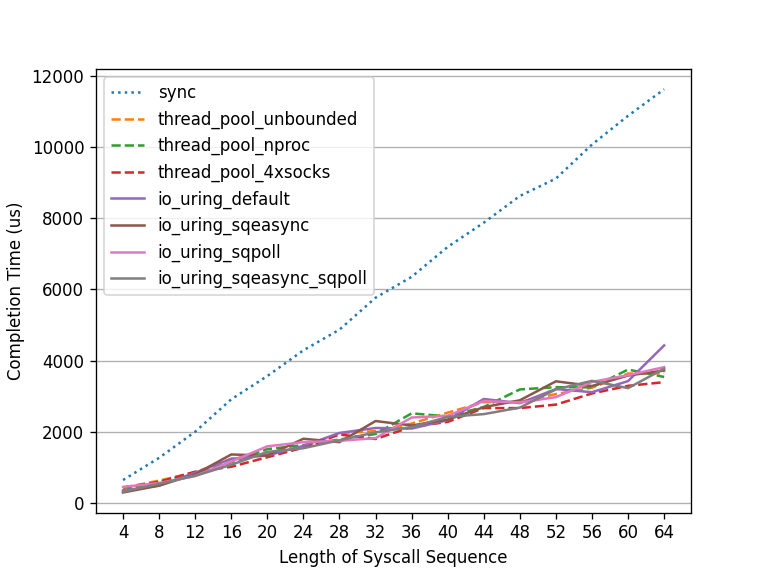 12000
10000
8000
6000
4000
2000
0
Completion Time (us)
sync
thread_pool_unbounded
thread_pool_nproc
thread_pool_4xsocks
io_uring_default
io_uring_sqeasync
io_uring_sqpoll
io_uring_sqeasync_sqpoll
4 8 12 16 20 24 28 32 36 40 44 48 52 56 60 64
Length of Syscall Sequence